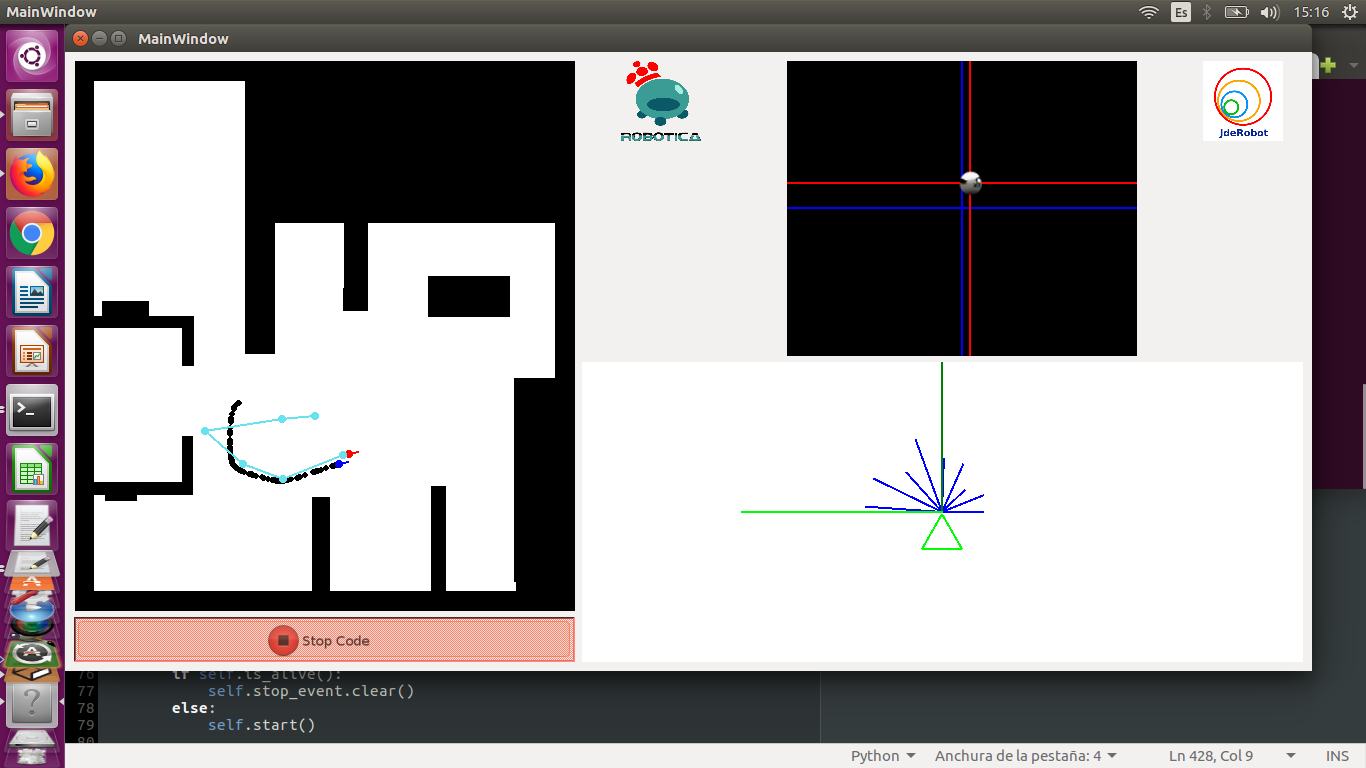 MainWindow
Es
15:16
MainWindow
ROBOTICA
JdeRobot
Stop Code
76 if self.is_alive():
77 self.stop_event.clear()
78 else:
79 self.start()
80
Python
Anchura de la pestaña: 4
Ln 428, Col 9
INS